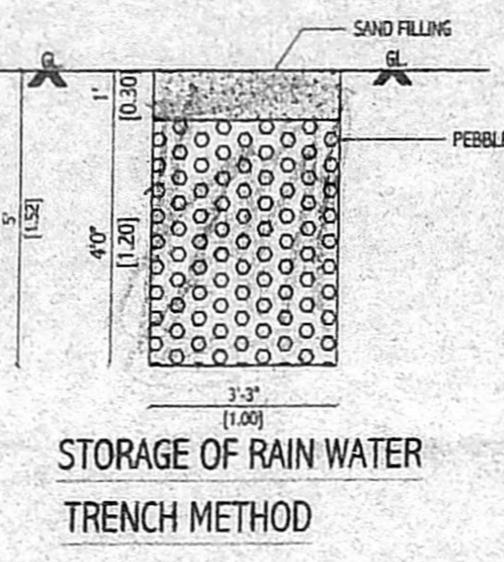 SAND FILLING
GL
GL
1'
[0.30]
PEBBL
5'
[1.52]
4'0"
[1.20]
3'-3"
[1.00]
STORAGE OF RAIN WATER
TRENCH METHOD